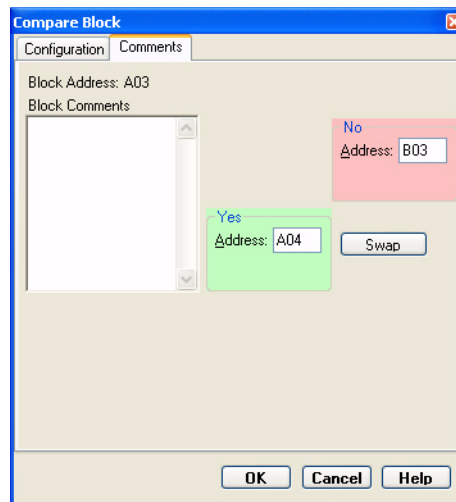 Compare Block
Configuration
Comments
Block Address: A03
Block Comments
No
Address: B03
Yes
Address: A04
Swap
OK
Cancel
Help